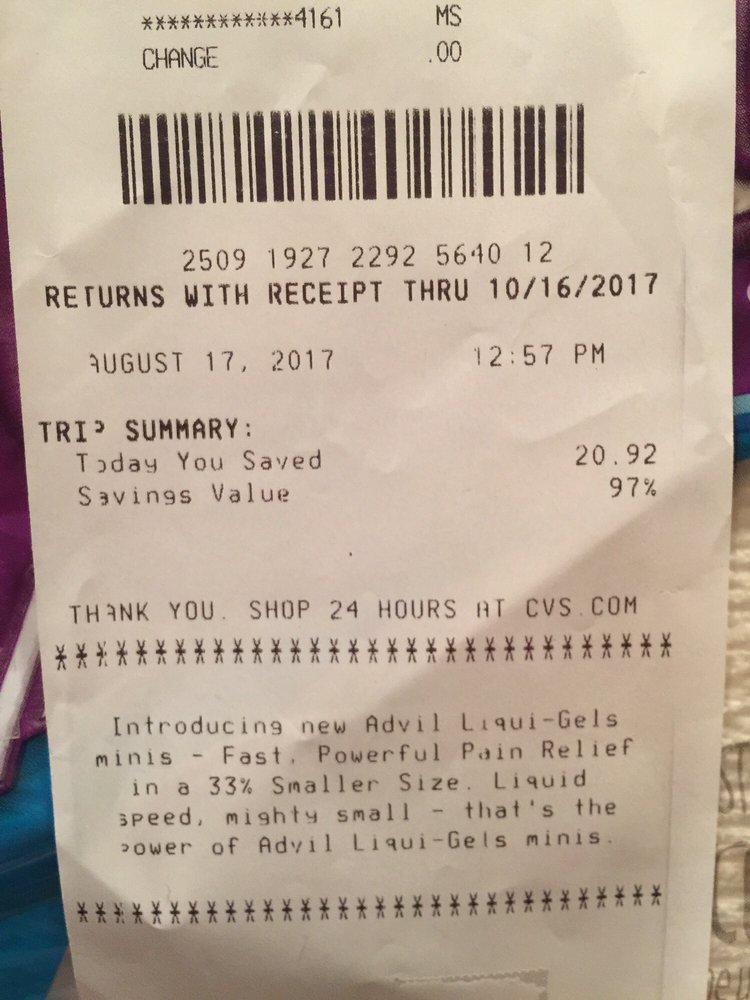 ************4161 MS
CHANGE .00
2509 1927 2292 5640 12
RETURNS WITH RECEIPT THRU 10/16/2017
AUGUST 17, 2017 12:57 PM
TRIP SUMMARY:
Today You Saved 20.92
Savings Value 97%
THANK YOU. SHOP 24 HOURS AT CVS.COM
***********************************
Introducing new Advil Liqui-Gels
minis - Fast, Powerful Pain Relief
in a 33% Smaller Size. Liquid
speed, mighty small - that's the
power of Advil Liqui-Gels minis.
********************************